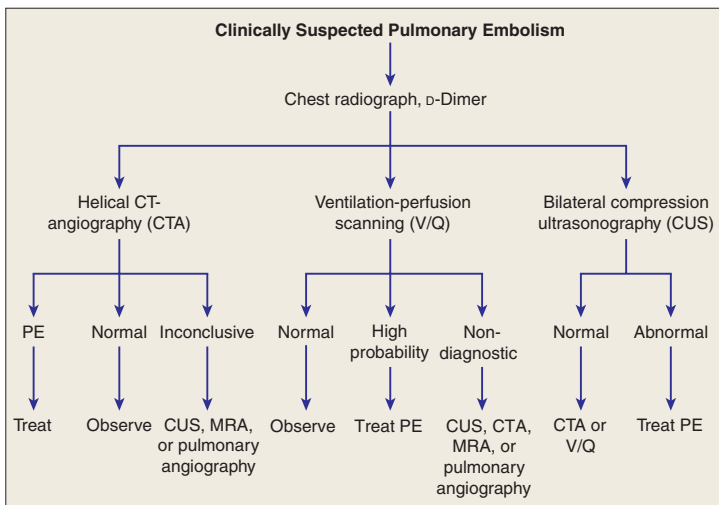 Clinically Suspected Pulmonary Embolism
Chest radiograph, D-Dimer
Helical CT-
angiography (CTA)
Ventilation-perfusion
scanning (V/Q)
Bilateral compression
ultrasonography (CUS)
PE
Normal
Inconclusive
Normal
High
probability
Non-
diagnostic
Normal
Abnormal
Treat
Observe
CUS, MRA,
or pulmonary
angiography
Observe
Treat PE
CUS, CTA,
MRA, or
pulmonary
angiography
CTA or
V/Q
Treat PE